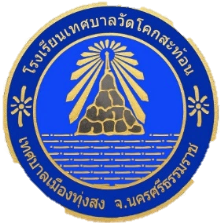 โรงเรียนเทศบาลวัดโคกสะท้อน
เทศบาลเมืองทุ่งสง จ.นครศรีธรรมราช